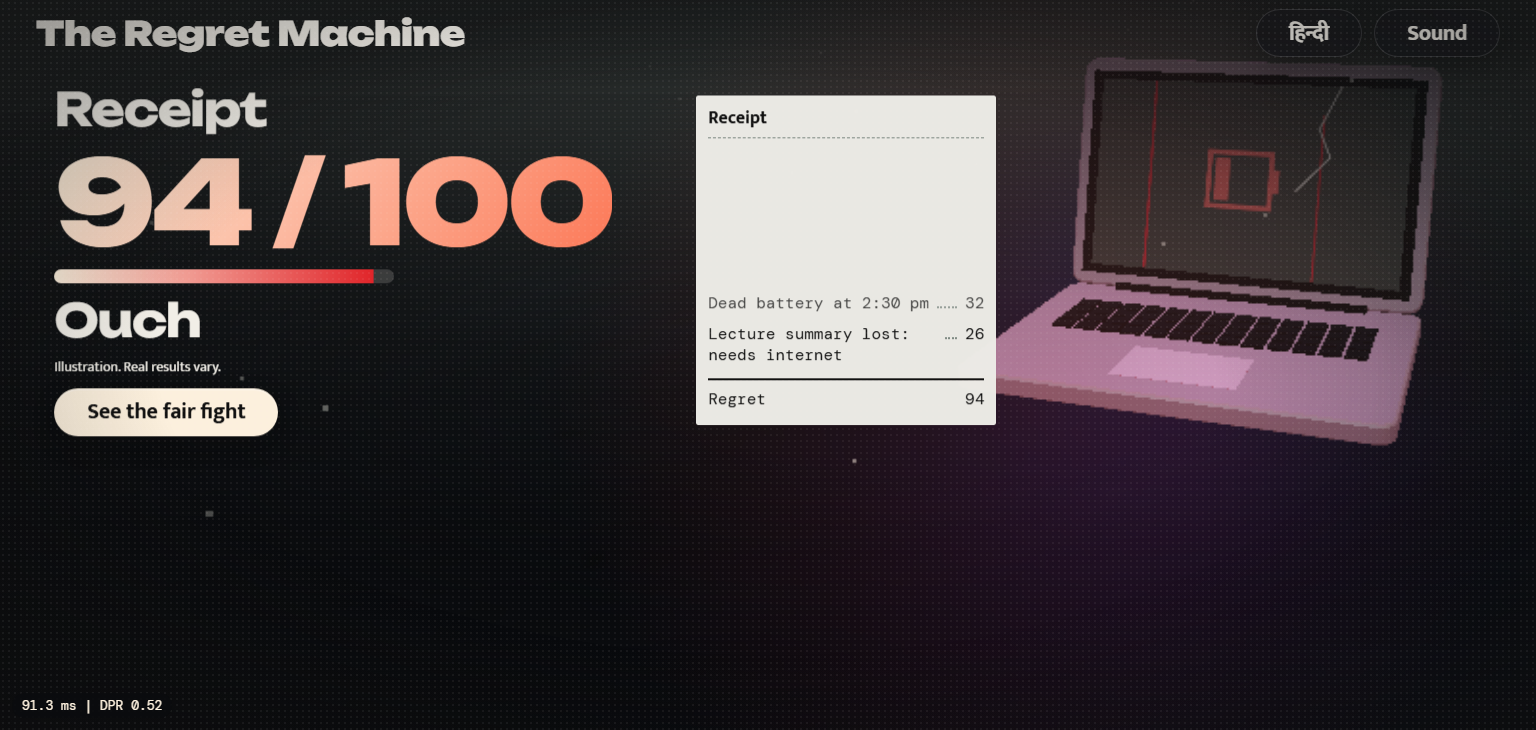 The Regret Machine
हिन्दी
Sound
Receipt
94 / 100
Ouch
Illustration. Real results vary.
See the fair fight
Receipt
Dead battery at 2:30 pm ...... 32
Lecture summary lost: .... 26
needs internet
Regret 94
91.3 ms | DPR 0.52